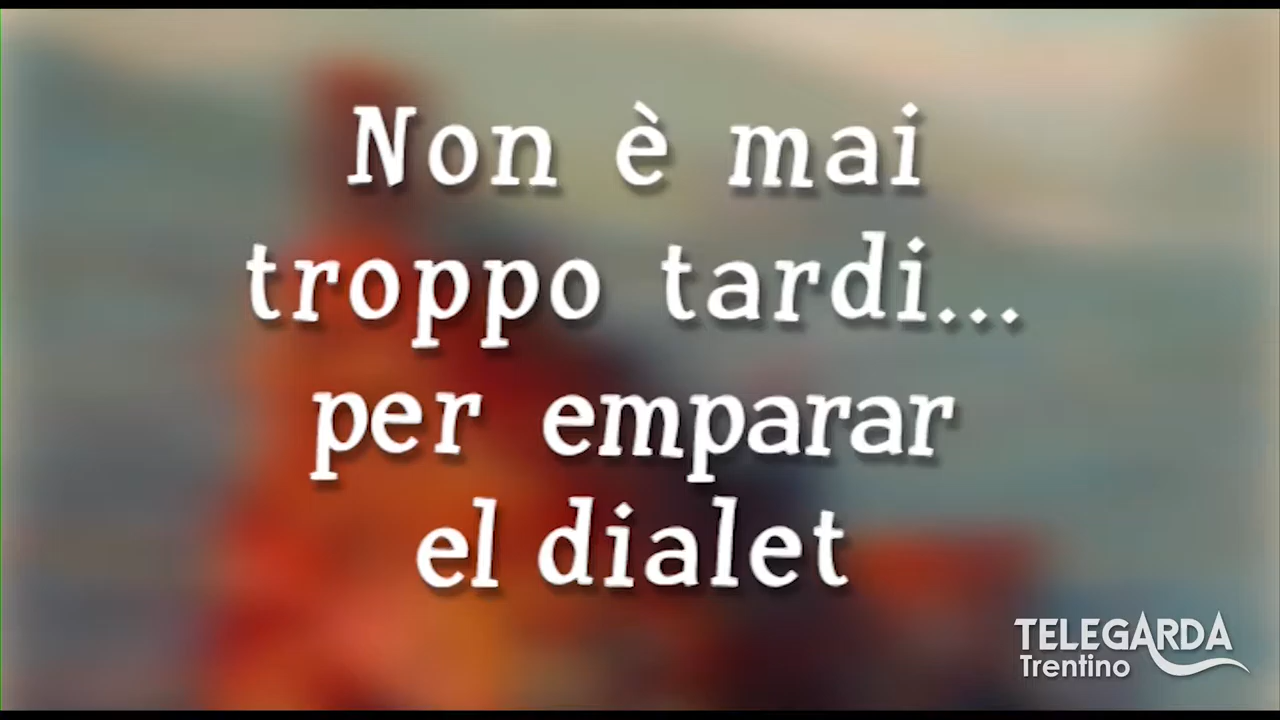 Non è mai
troppo tardi...
per emparar
el dialet
TELEGARDA
Trentino